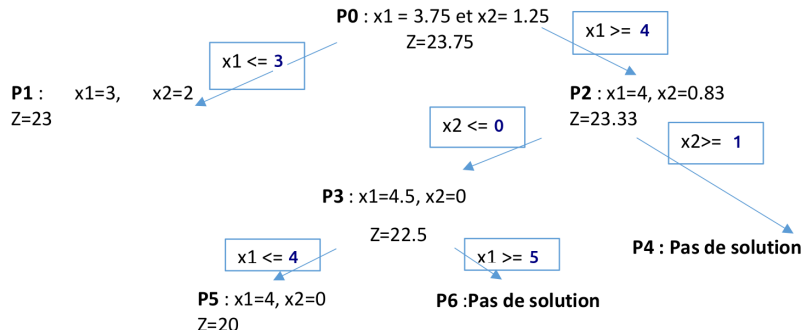 P0 : x1 = 3.75 et x2= 1.25
Z=23.75
x1 >= 4
x1 <= 3
P1 : x1=3, x2=2
Z=23
P2 : x1=4, x2=0.83
Z=23.33
x2 <= 0
x2>= 1
P3 : x1=4.5, x2=0
Z=22.5
P4 : Pas de solution
x1 <= 4
x1 >= 5
P5 : x1=4, x2=0
Z=20
P6 :Pas de solution